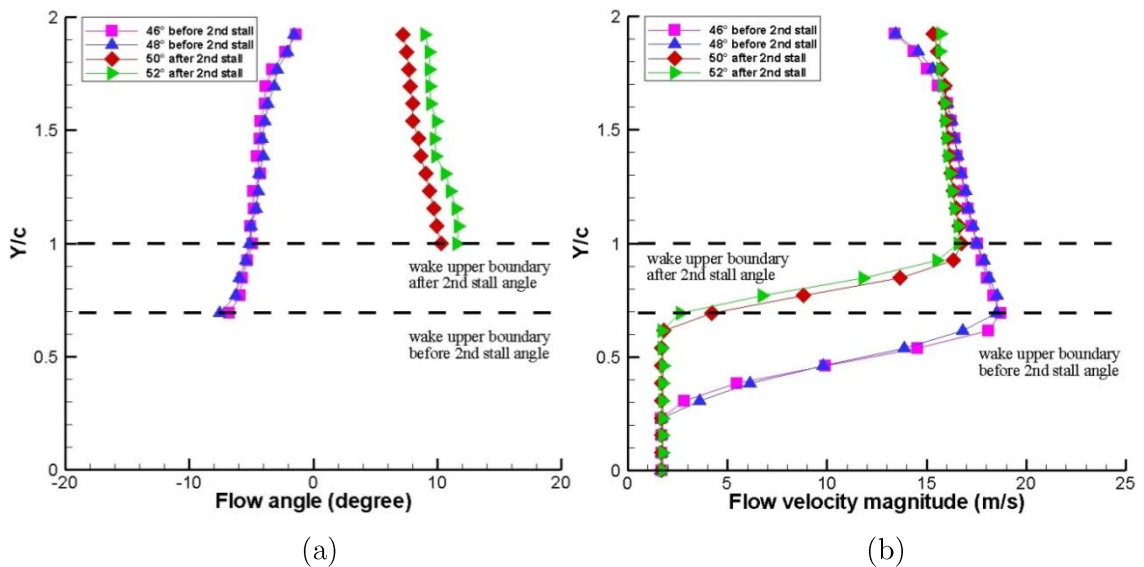 46° before 2nd stall
48° before 2nd stall
50° after 2nd stall
52° after 2nd stall
2
1.5
1
0.5
0
Y/c
wake upper boundary
after 2nd stall angle
wake upper boundary
before 2nd stall angle
-20
-10
0
10
20
Flow angle (degree)
(a)
46° before 2nd stall
48° before 2nd stall
50° after 2nd stall
52° after 2nd stall
2
1.5
1
0.5
0
Y/c
wake upper boundary
after 2nd stall angle
wake upper boundary
before 2nd stall angle
0
5
10
15
20
25
Flow velocity magnitude (m/s)
(b)